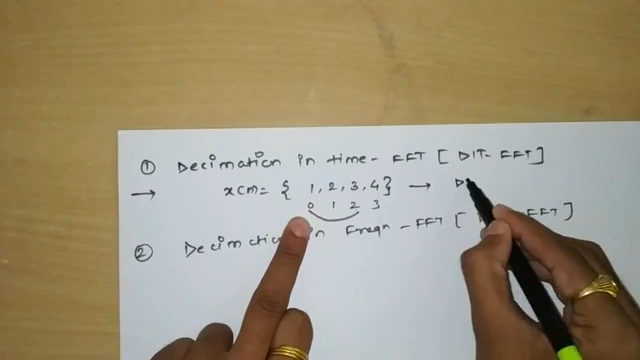 ① Decimation in time - FFT [ DIT- FFT ]
→ x(n) = { 1, 2, 3, 4 } → D
0 1 2 3
② in Freqn - FFT [ FFT ]